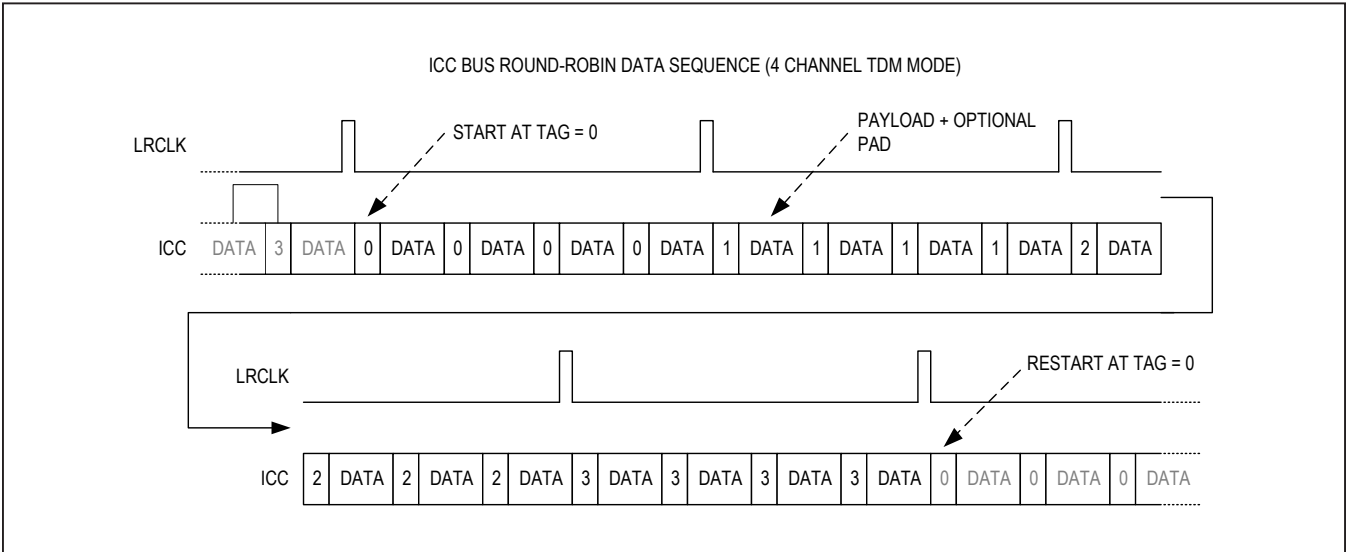 ICC BUS ROUND-ROBIN DATA SEQUENCE (4 CHANNEL TDM MODE)
START AT TAG = 0
PAYLOAD + OPTIONAL
PAD
LRCLK
ICC DATA 3 DATA 0 DATA 0 DATA 0 DATA 0 DATA 1 DATA 1 DATA 1 DATA 1 DATA 2 DATA
RESTART AT TAG = 0
LRCLK
ICC 2 DATA 2 DATA 2 DATA 3 DATA 3 DATA 3 DATA 3 DATA 0 DATA 0 DATA 0 DATA